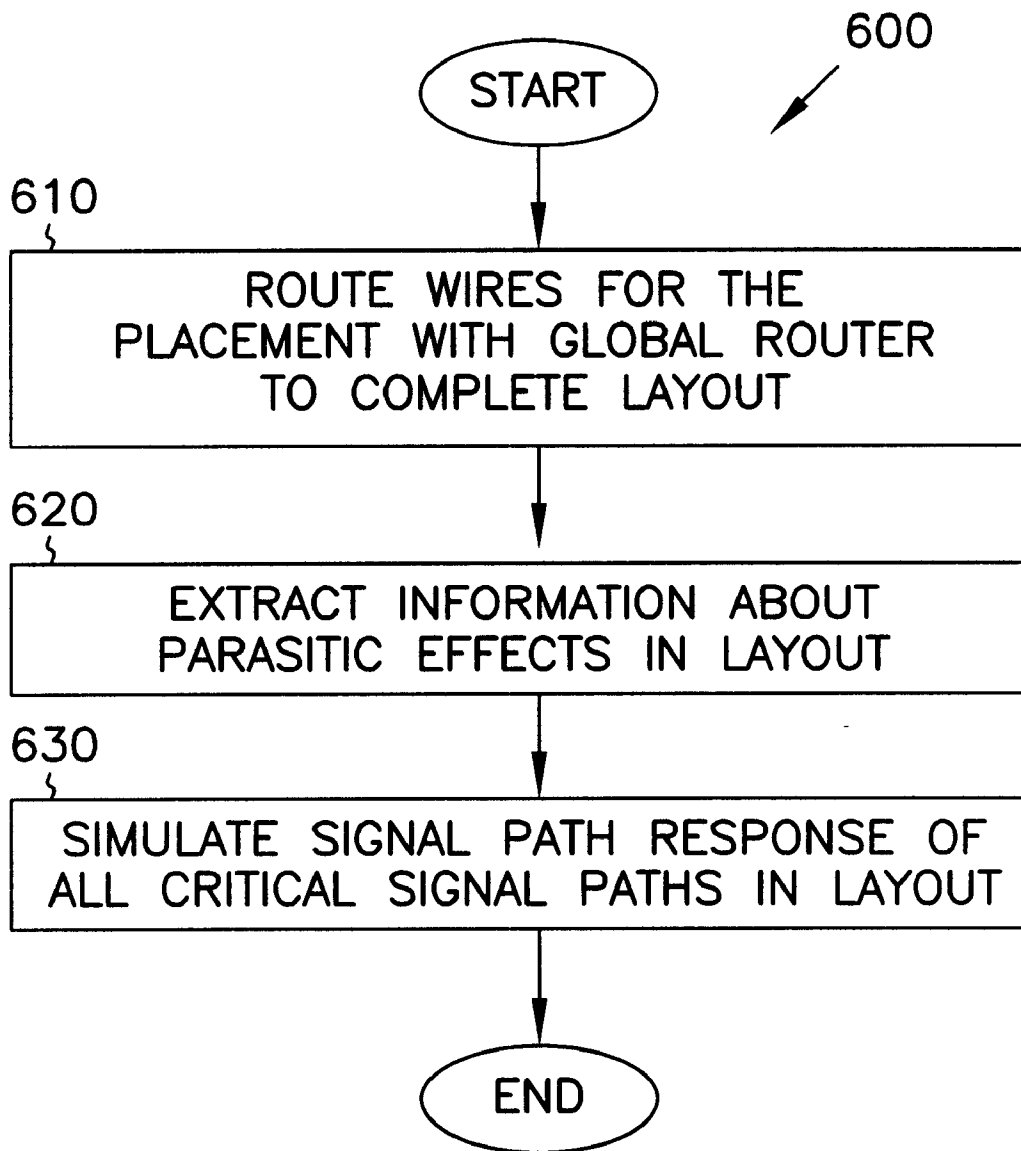 600
START
610
ROUTE WIRES FOR THE
PLACEMENT WITH GLOBAL ROUTER
TO COMPLETE LAYOUT
620
EXTRACT INFORMATION ABOUT
PARASITIC EFFECTS IN LAYOUT
630
SIMULATE SIGNAL PATH RESPONSE OF
ALL CRITICAL SIGNAL PATHS IN LAYOUT
END